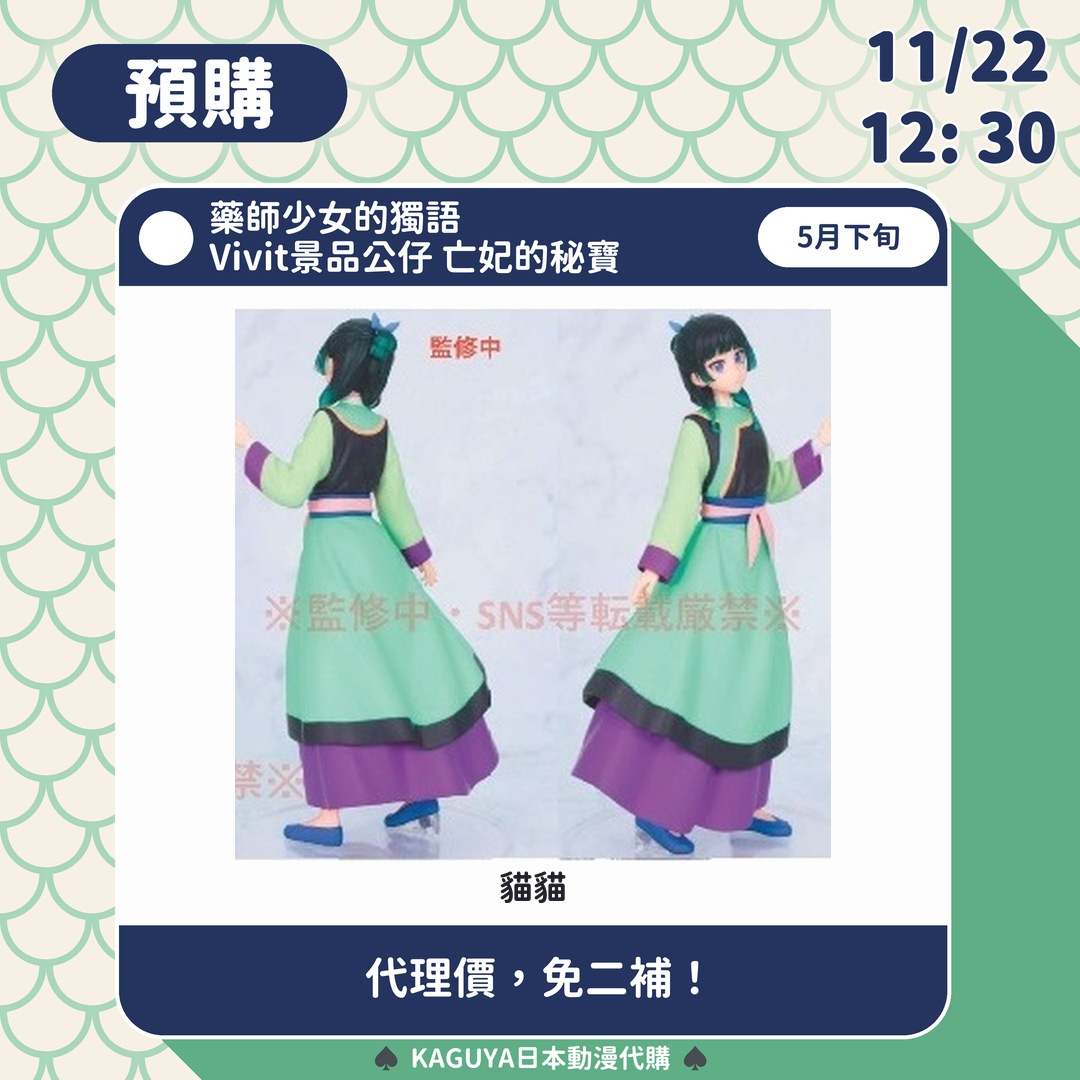 預購
11/22
12: 30
藥師少女的獨語
Vivit景品公仔 亡妃的秘寶
5月下旬
監修中
※監修中・SNS等転載厳禁※
禁※
貓貓
代理價，免二補！
♠ KAGUYA日本動漫代購 ♠